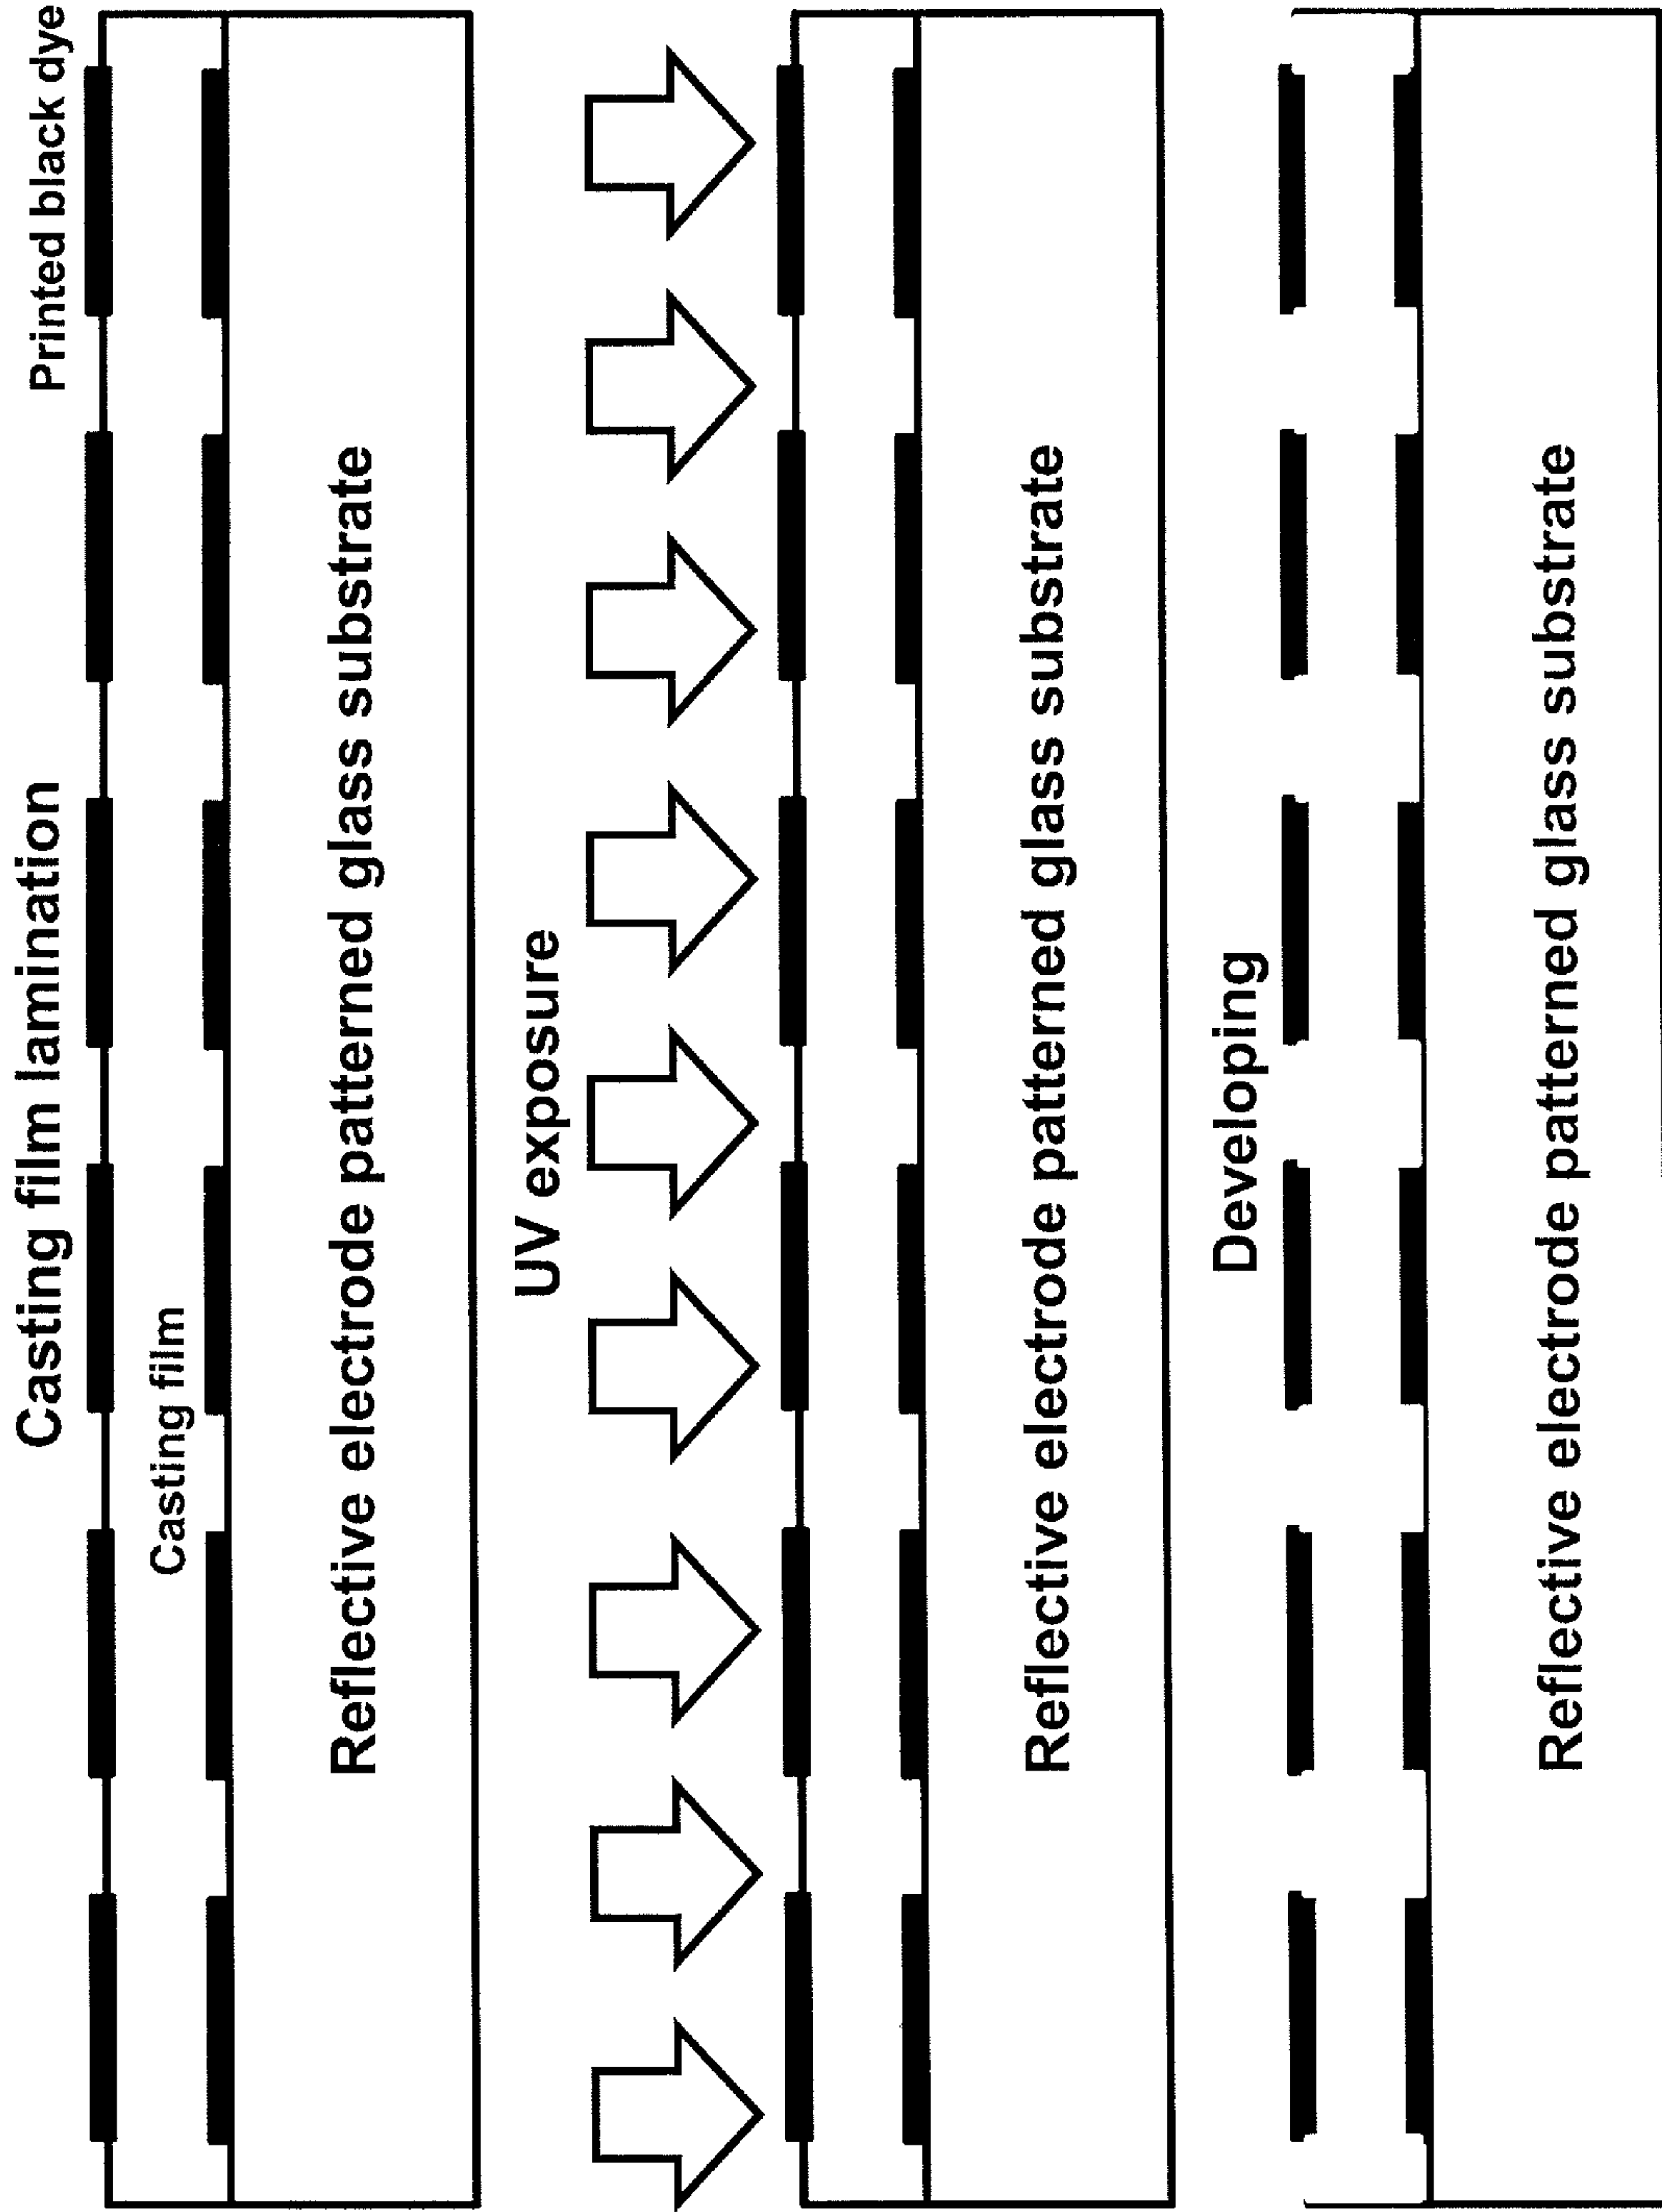 Casting film lamination
Printed black dye
Casting film
Reflective electrode patterned glass substrate
UV exposure
Reflective electrode patterned glass substrate
Developing
Reflective electrode patterned glass substrate